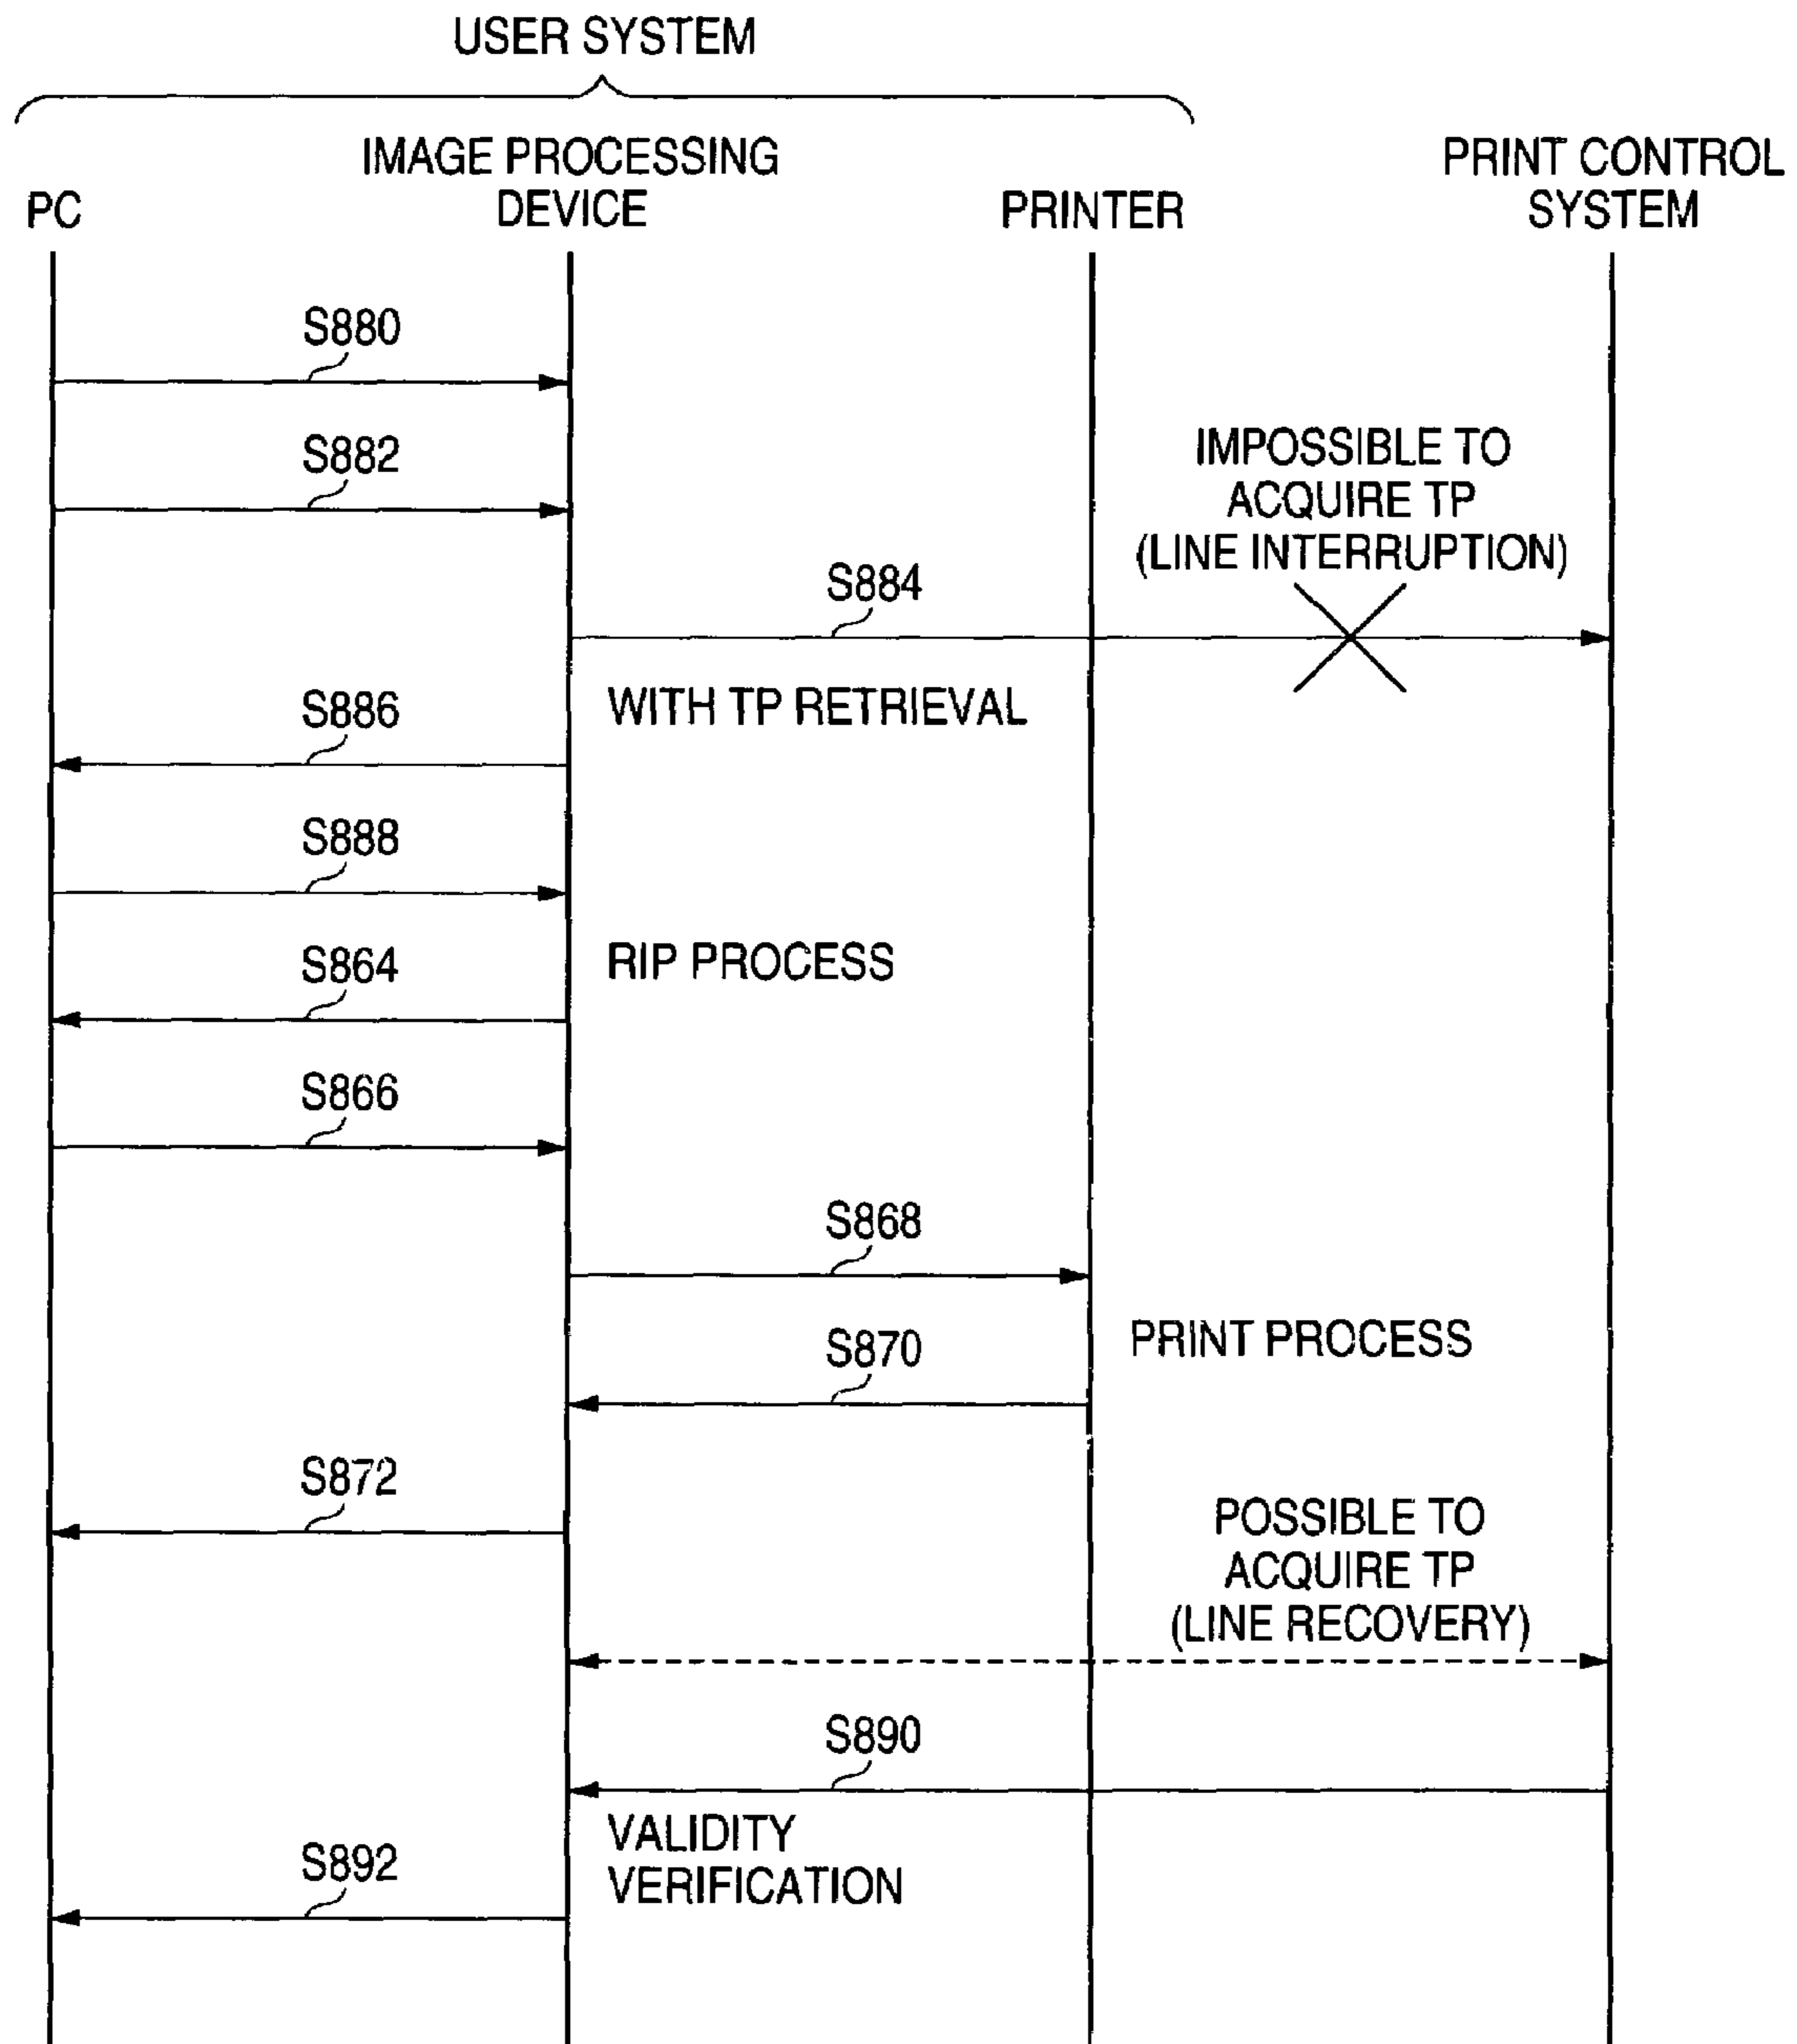 USER SYSTEM
IMAGE PROCESSING
DEVICE
PC
PRINTER
PRINT CONTROL
SYSTEM
S880
S882
IMPOSSIBLE TO
ACQUIRE TP
(LINE INTERRUPTION)
S884
WITH TP RETRIEVAL
S886
S888
RIP PROCESS
S864
S866
S868
PRINT PROCESS
S870
S872
POSSIBLE TO
ACQUIRE TP
(LINE RECOVERY)
S890
VALIDITY
VERIFICATION
S892